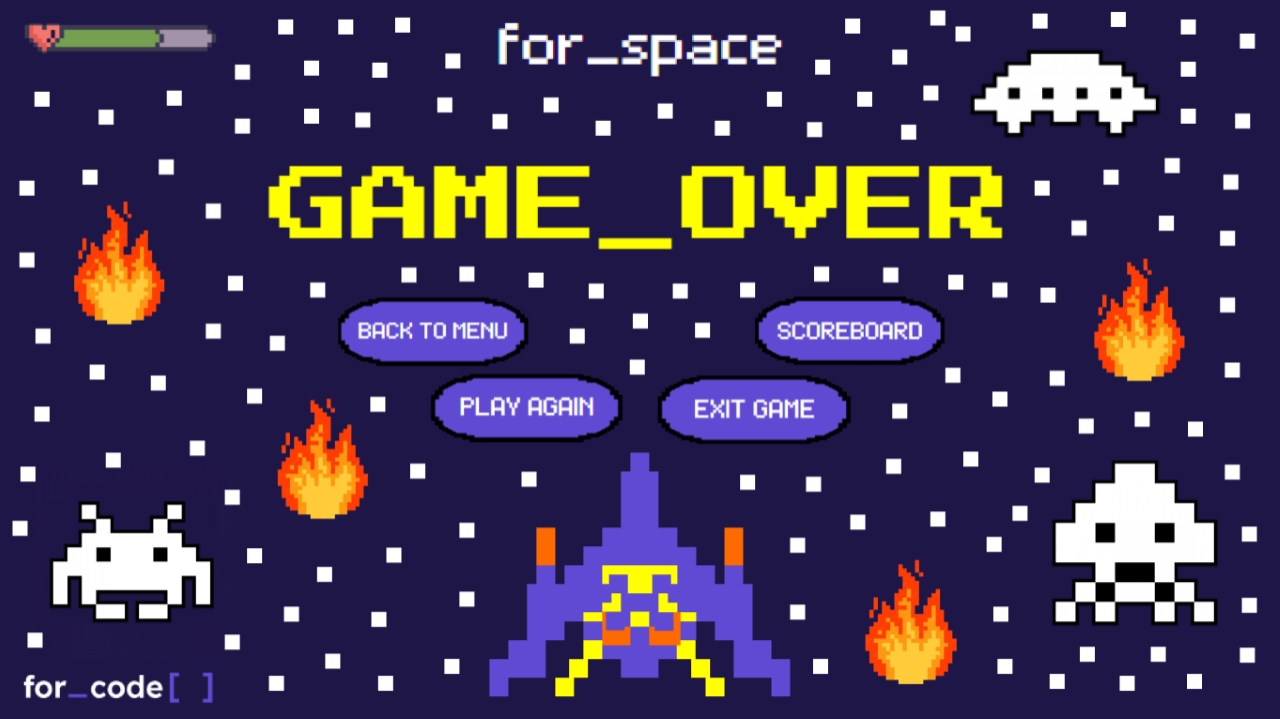 for_space
GAME_OVER
BACK TO MENU
SCOREBOARD
PLAY AGAIN
EXIT GAME
for_code[ ]